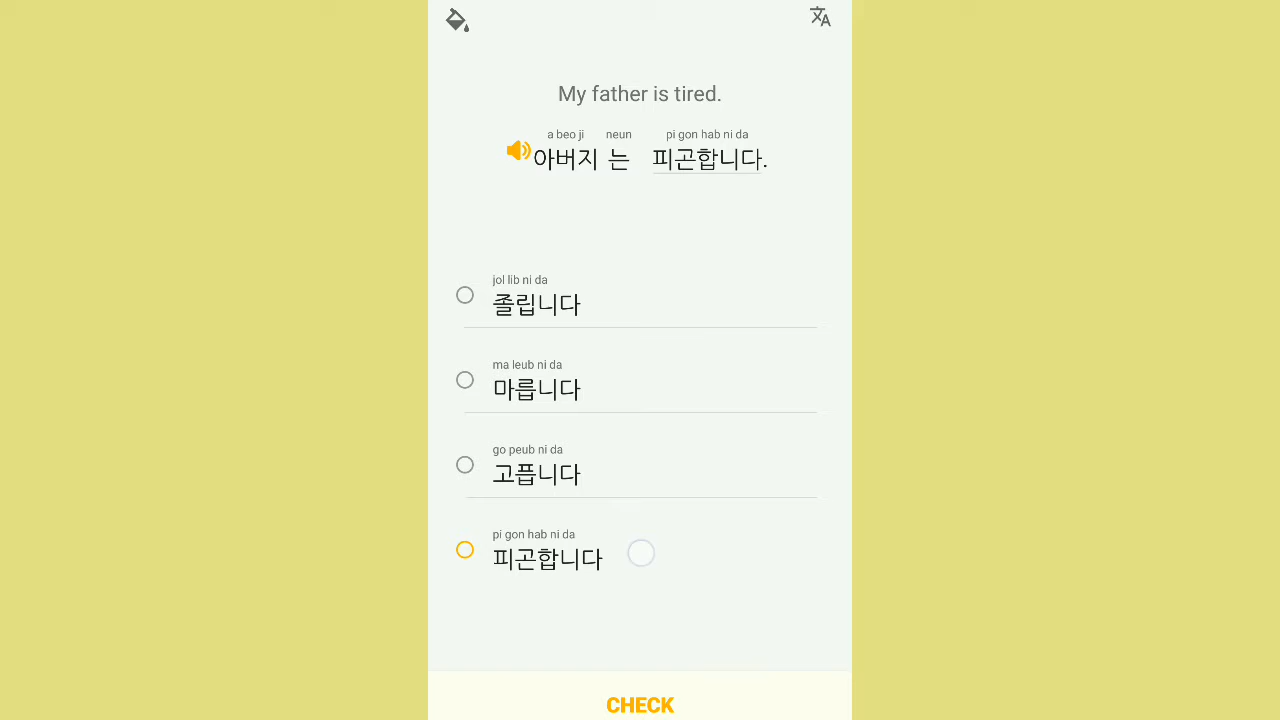 My father is tired.
a beo ji neun pi gon hab ni da
아버지 는 피곤합니다.
jol lib ni da
졸립니다
ma leub ni da
마릅니다
go peub ni da
고픕니다
pi gon hab ni da
피곤합니다
CHECK